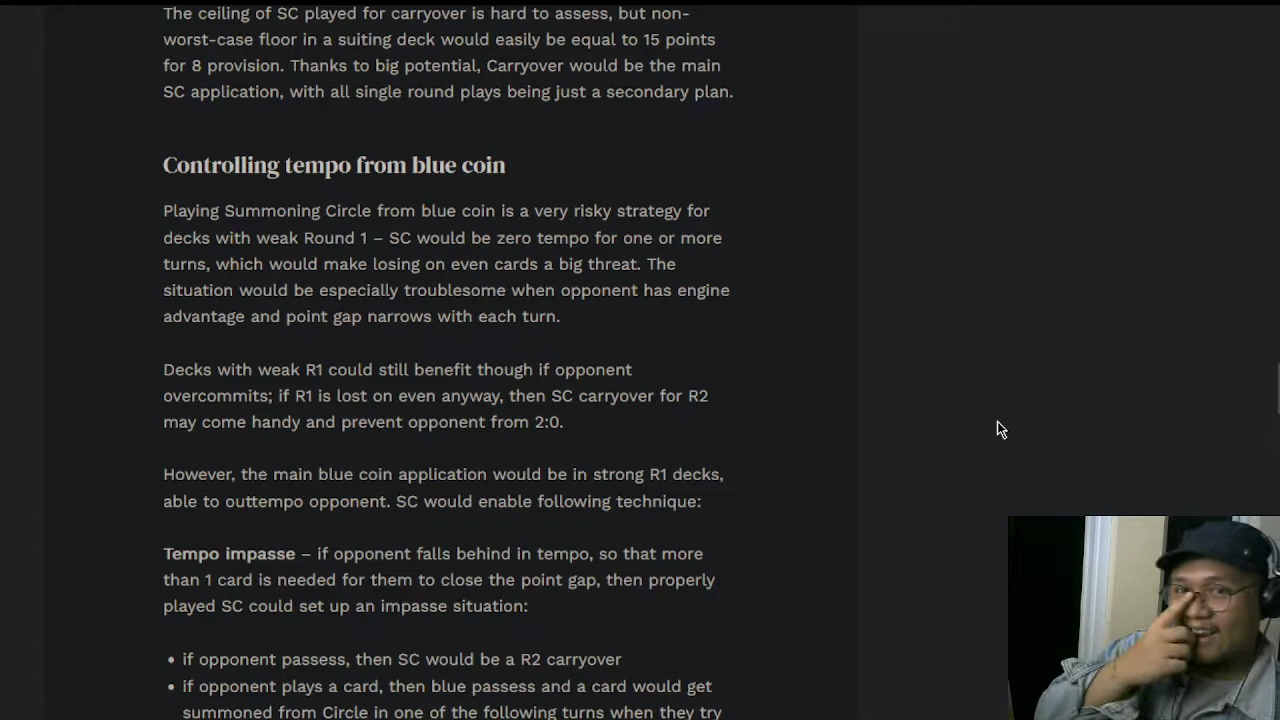 The ceiling of SC played for carryover is hard to assess, but non-
worst-case floor in a suiting deck would easily be equal to 15 points
for 8 provision. Thanks to big potential, Carryover would be the main
SC application, with all single round plays being just a secondary plan.
Controlling tempo from blue coin
Playing Summoning Circle from blue coin is a very risky strategy for
decks with weak Round 1 – SC would be zero tempo for one or more
turns, which would make losing on even cards a big threat. The
situation would be especially troublesome when opponent has engine
advantage and point gap narrows with each turn.
Decks with weak R1 could still benefit though if opponent
overcommits; if R1 is lost on even anyway, then SC carryover for R2
may come handy and prevent opponent from 2:0.
However, the main blue coin application would be in strong R1 decks,
able to outtempo opponent. SC would enable following technique:
Tempo impasse – if opponent falls behind in tempo, so that more
than 1 card is needed for them to close the point gap, then properly
played SC could set up an impasse situation:
• if opponent passess, then SC would be a R2 carryover
• if opponent plays a card, then blue passess and a card would get
summoned from Circle in one of the following turns when they try